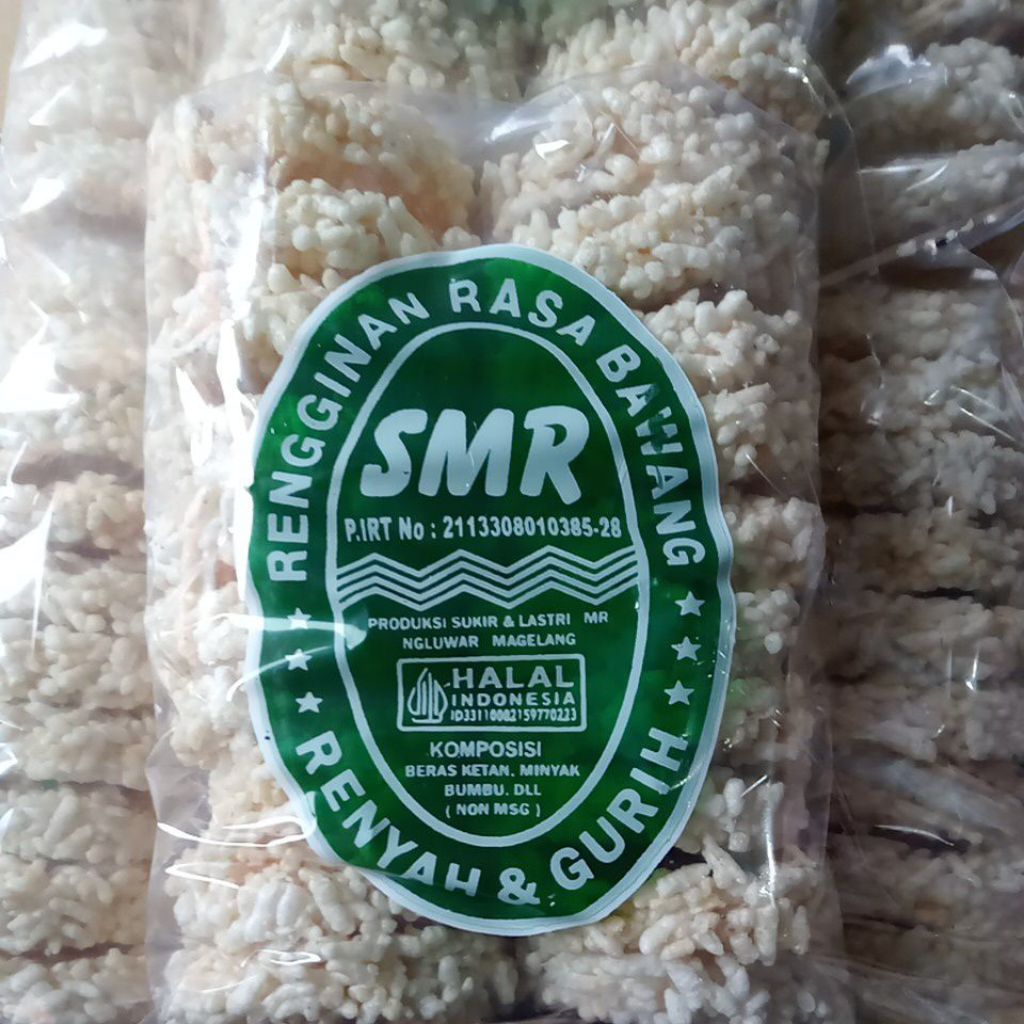 RENGGINAN RASA BAWANG
SMR
P.IRT No : 2113308010385-28
PRODUKSI SUKIR & LASTRI MR
NGLUWAR MAGELANG
HALAL
INDONESIA
ID33110082159770223
KOMPOSISI
BERAS KETAN, MINYAK
BUMBU. DLL
( NON MSG )
RENYAH & GURIH